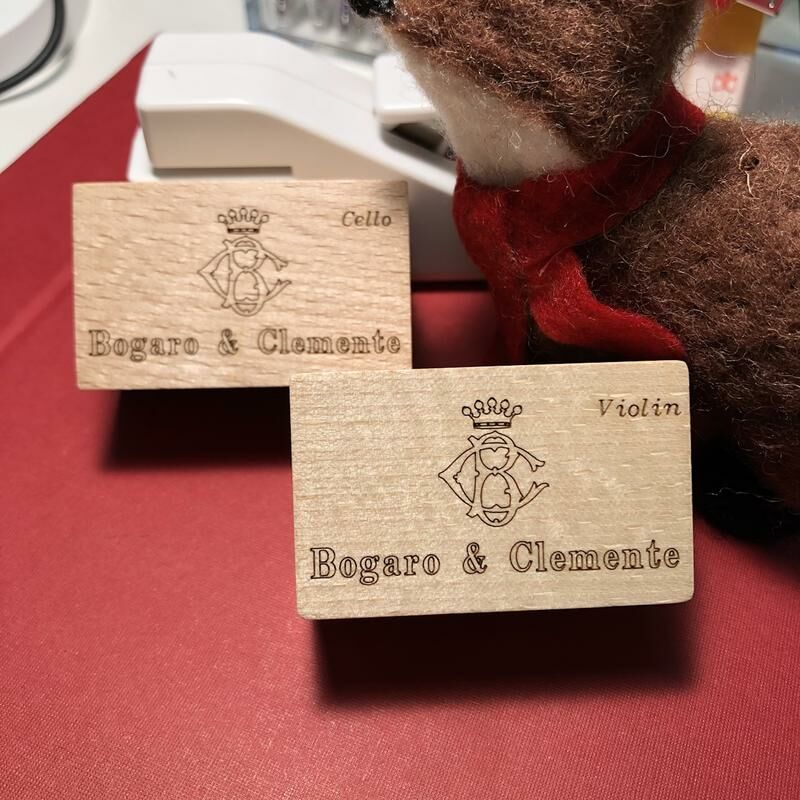 Cello
Bogaro & Clemente
Violin
Bogaro & Clemente